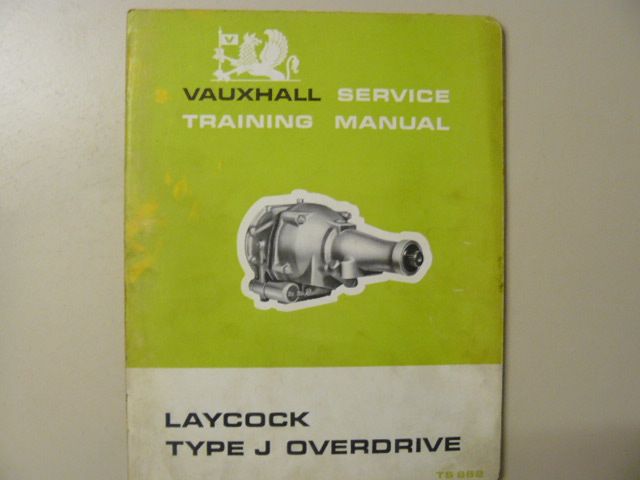 V
VAUXHALL SERVICE
TRAINING MANUAL
LAYCOCK
TYPE J OVERDRIVE